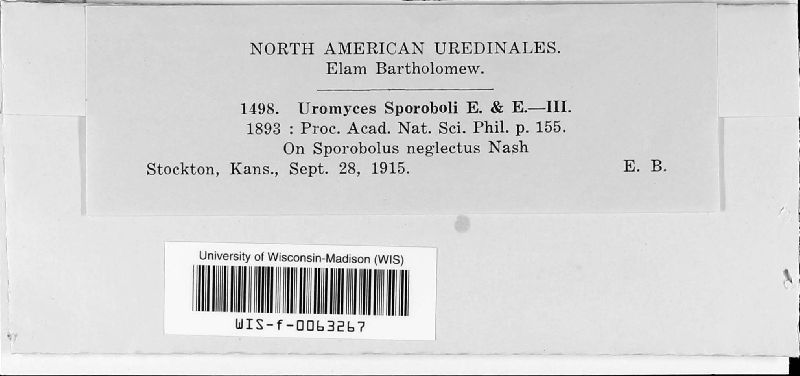 NORTH AMERICAN UREDINALES.
Elam Bartholomew.
1498. Uromyces Sporoboli E. & E.—III.
1893 : Proc. Acad. Nat. Sci. Phil. p. 155.
On Sporobolus neglectus Nash
Stockton, Kans., Sept. 28, 1915. E. B.
University of Wisconsin-Madison (WIS)
WIS-f-0063267